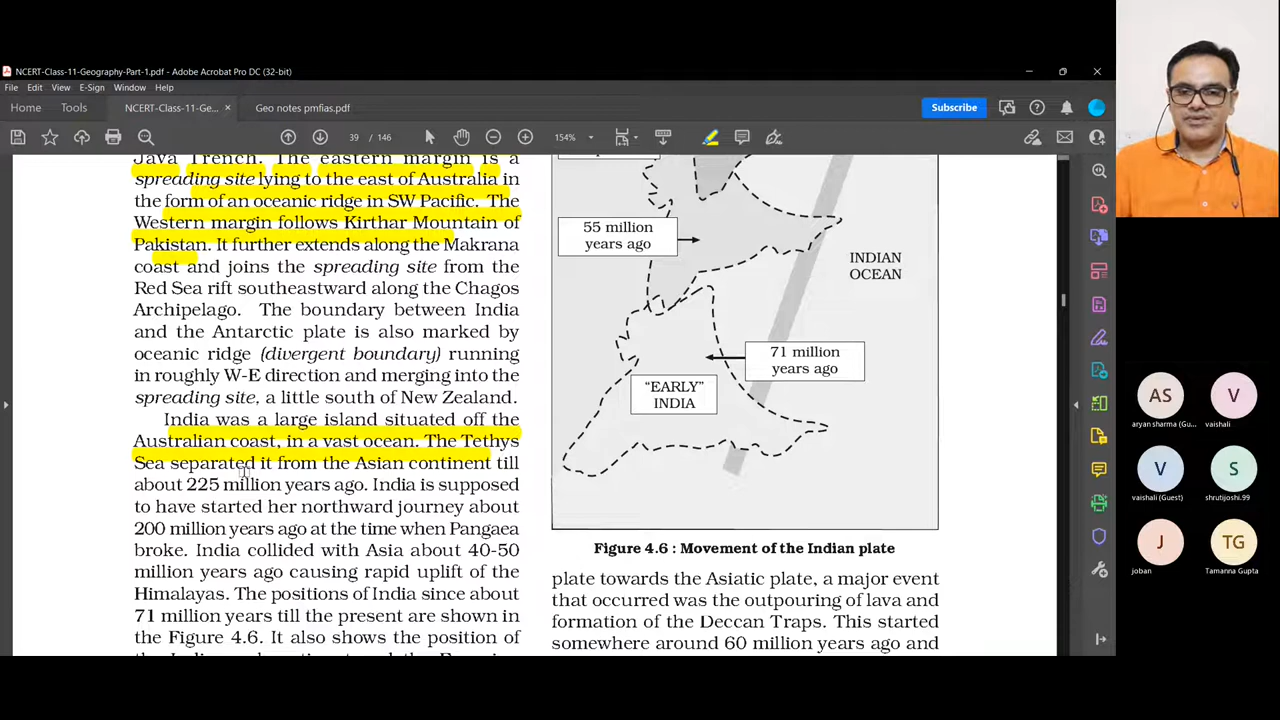 NCERT-Class-11-Geography-Part-1.pdf - Adobe Acrobat Pro DC (32-bit)
File Edit View E-Sign Window Help
Home Tools NCERT-Class-11-Ge... × Geo notes pmfias.pdf Subscribe
39 / 146 154%
Java Trench. The eastern margin is a
spreading site lying to the east of Australia in
the form of an oceanic ridge in SW Pacific. The
Western margin follows Kirthar Mountain of
Pakistan. It further extends along the Makrana
coast and joins the spreading site from the
Red Sea rift southeastward along the Chagos
Archipelago. The boundary between India
and the Antarctic plate is also marked by
oceanic ridge (divergent boundary) running
in roughly W-E direction and merging into the
spreading site, a little south of New Zealand.
India was a large island situated off the
Australian coast, in a vast ocean. The Tethys
Sea separated it from the Asian continent till
about 225 million years ago. India is supposed
to have started her northward journey about
200 million years ago at the time when Pangaea
broke. India collided with Asia about 40-50
million years ago causing rapid uplift of the
Himalayas. The positions of India since about
71 million years till the present are shown in
the Figure 4.6. It also shows the position of
55 million
years ago
INDIAN
OCEAN
71 million
years ago
"EARLY"
INDIA
Figure 4.6 : Movement of the Indian plate
plate towards the Asiatic plate, a major event
that occurred was the outpouring of lava and
formation of the Deccan Traps. This started
somewhere around 60 million years ago and
AS V
aryan sharma (Gu... vaishali
V S
vaishali (Guest) shrutijoshi.99
J TG
joban Tamanna Gupta